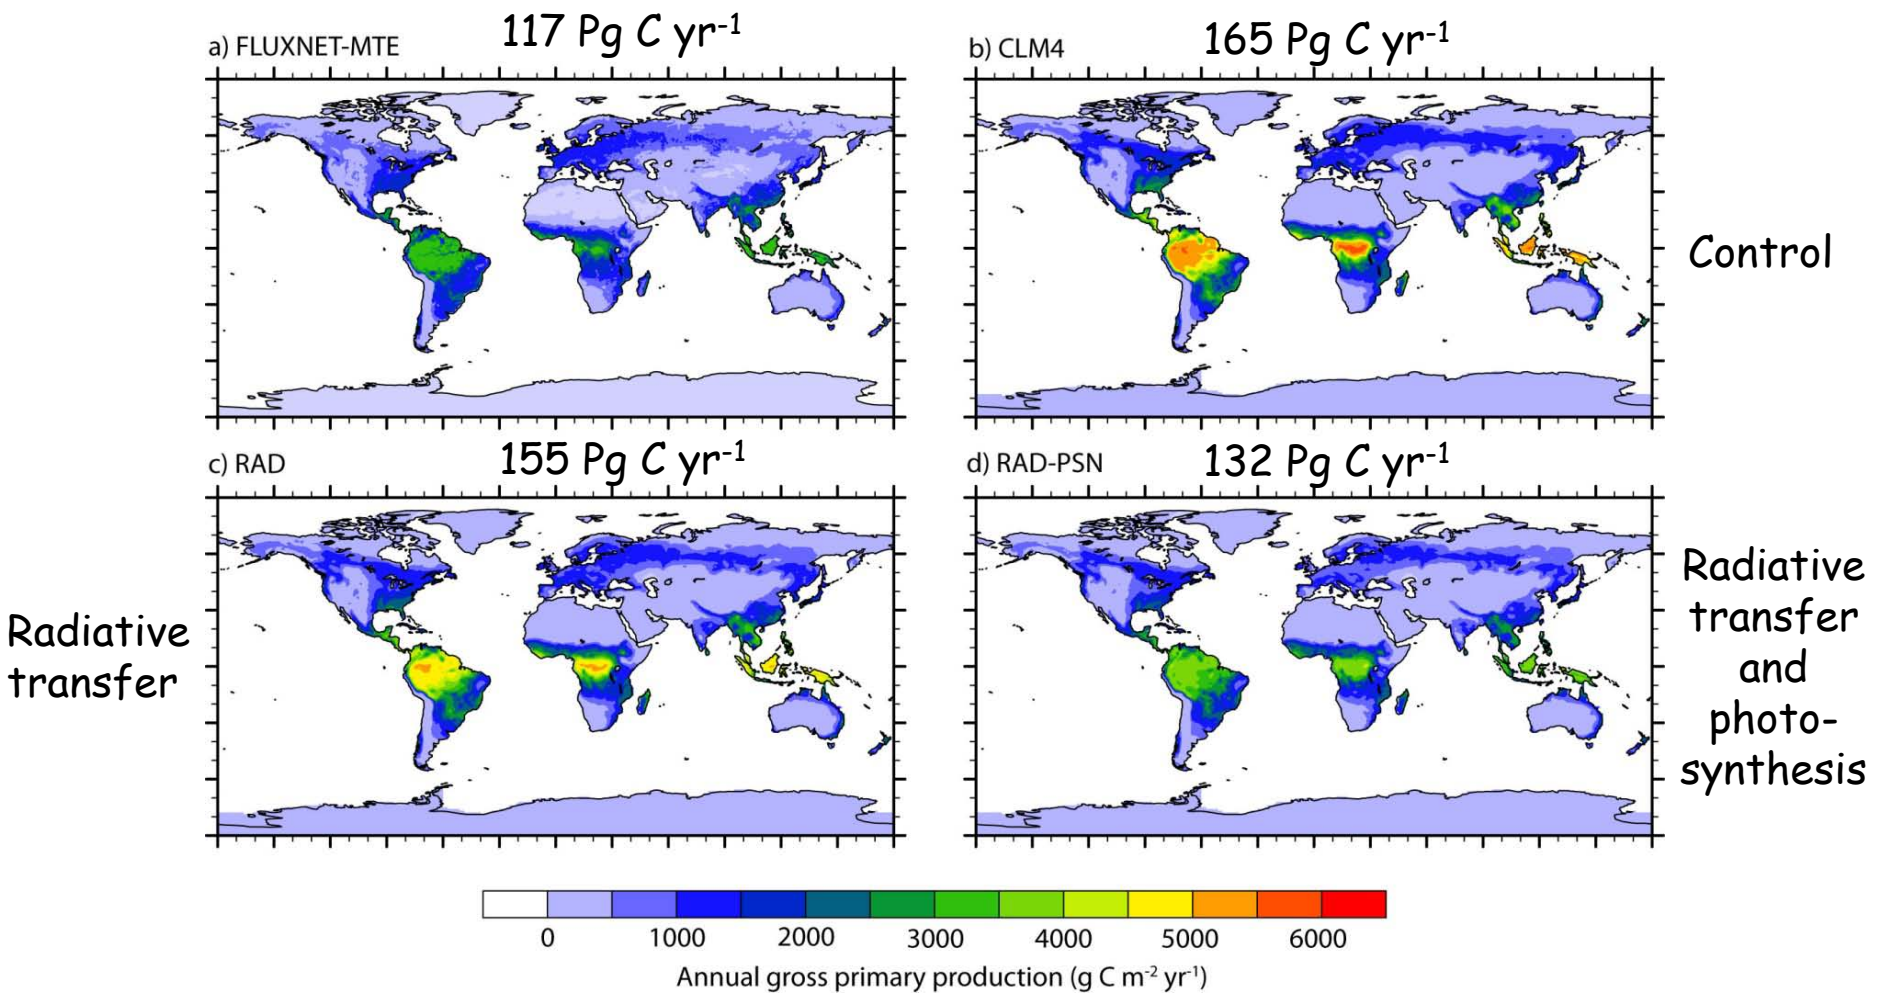 a) FLUXNET-MTE
117 Pg C yr⁻¹
b) CLM4
165 Pg C yr⁻¹
Control
c) RAD
155 Pg C yr⁻¹
d) RAD-PSN
132 Pg C yr⁻¹
Radiative
transfer
Radiative
transfer
and
photo-
synthesis
0 1000 2000 3000 4000 5000 6000
Annual gross primary production (g C m⁻² yr⁻¹)